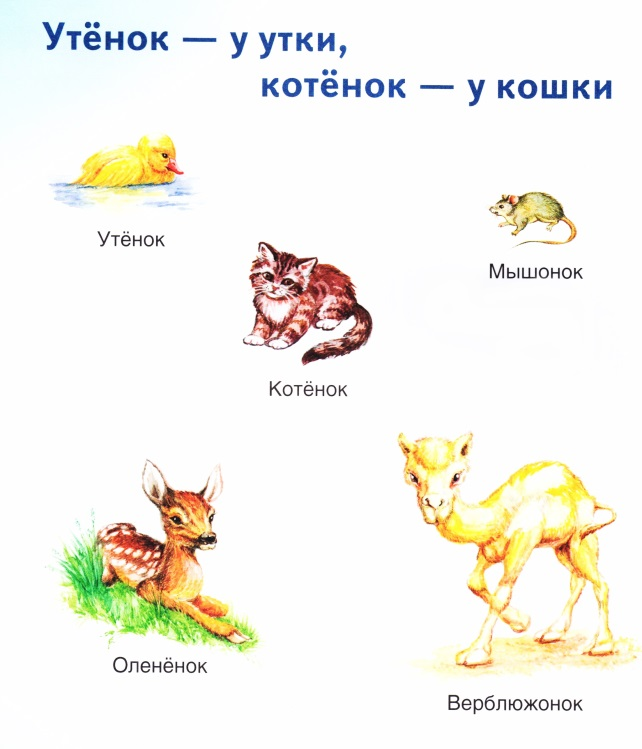 Утёнок — у утки,
котёнок — у кошки
Утёнок
Мышонок
Котёнок
Оленёнок
Верблюжонок